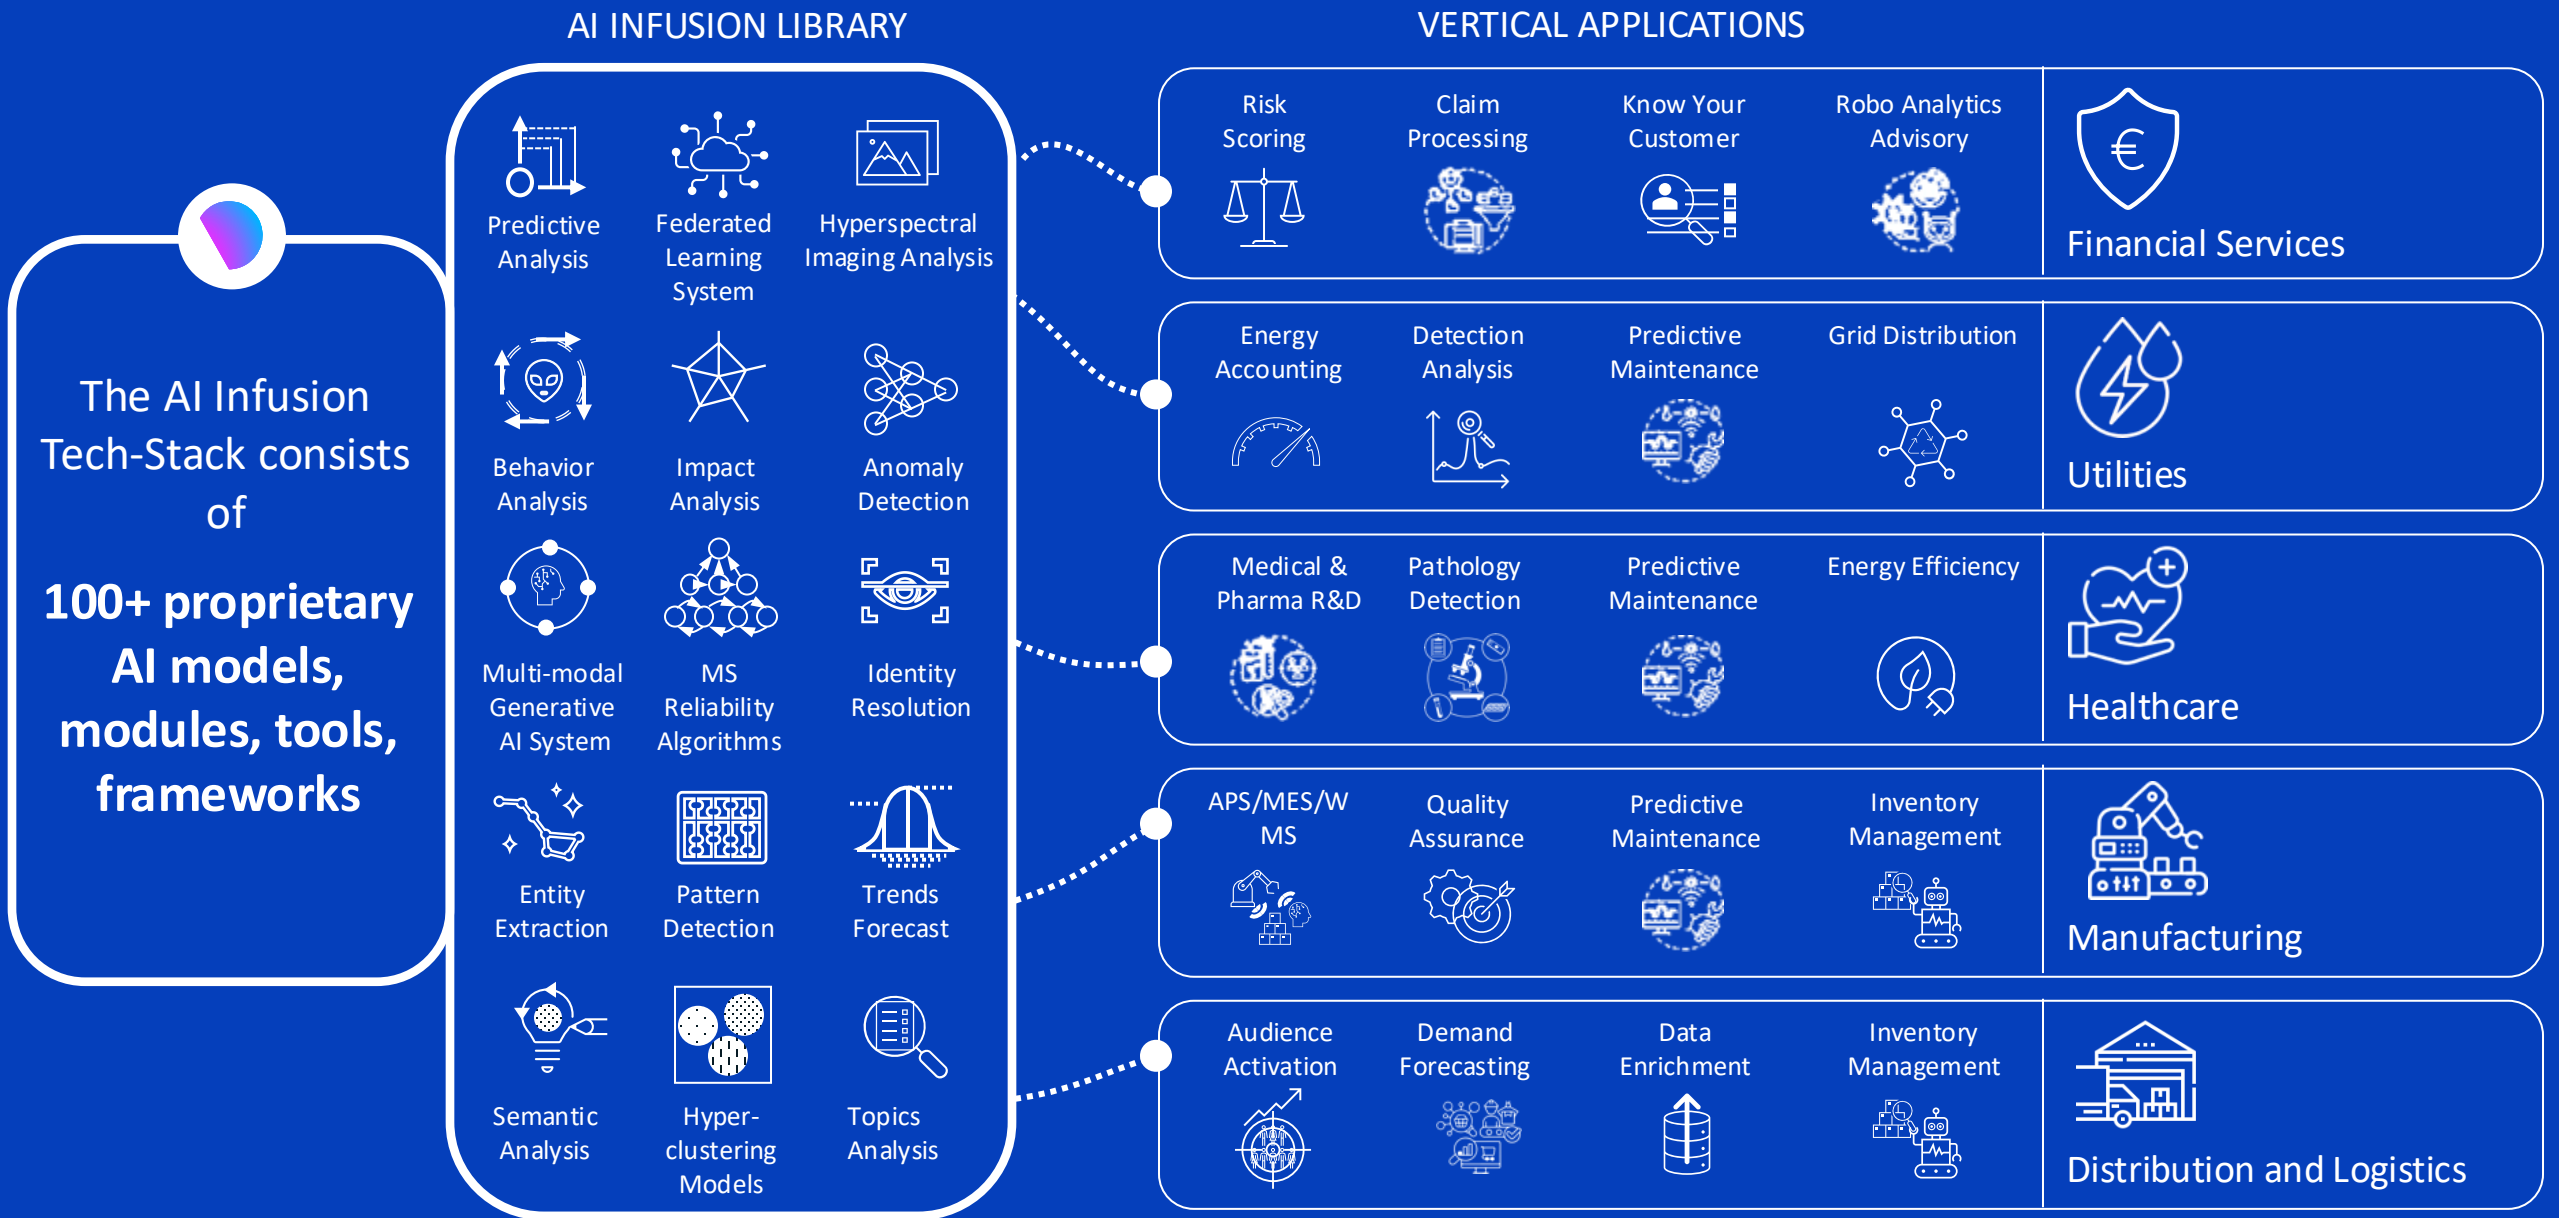 AI INFUSION LIBRARY
VERTICAL APPLICATIONS
The AI Infusion
Tech-Stack consists
of
100+ proprietary
AI models,
modules, tools,
frameworks
Predictive
Analysis
Federated
Learning
System
Hyperspectral
Imaging Analysis
Behavior
Analysis
Impact
Analysis
Anomaly
Detection
Multi-modal
Generative
AI System
MS
Reliability
Algorithms
Identity
Resolution
Entity
Extraction
Pattern
Detection
Trends
Forecast
Semantic
Analysis
Hyper-
clustering
Models
Topics
Analysis
Risk
Scoring
Claim
Processing
Know Your
Customer
Robo Analytics
Advisory
€
Financial Services
Energy
Accounting
Detection
Analysis
Predictive
Maintenance
Grid Distribution
Utilities
Medical &
Pharma R&D
Pathology
Detection
Predictive
Maintenance
Energy Efficiency
Healthcare
APS/MES/W
MS
Quality
Assurance
Predictive
Maintenance
Inventory
Management
Manufacturing
Audience
Activation
Demand
Forecasting
Data
Enrichment
Inventory
Management
Distribution and Logistics